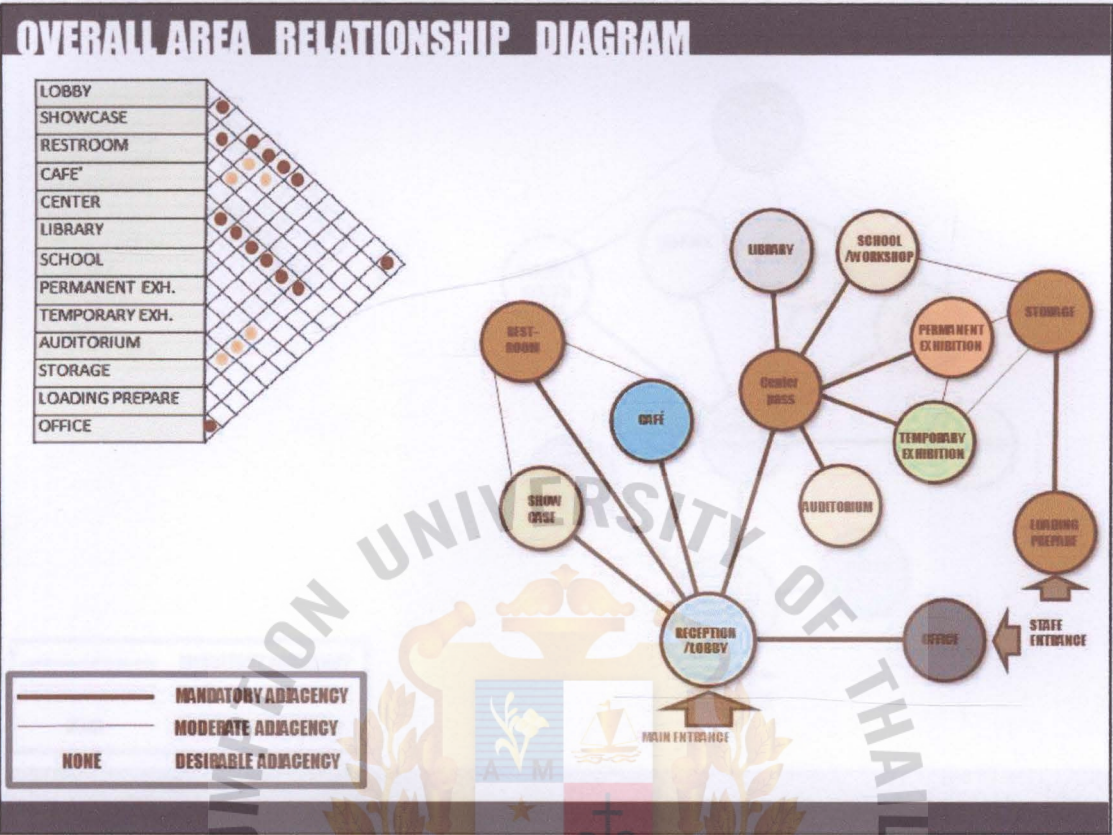 OVERALL AREA RELATIONSHIP DIAGRAM
LOBBY
SHOWCASE
RESTROOM
CAFE'
CENTER
LIBRARY
SCHOOL
PERMANENT EXH.
TEMPORARY EXH.
AUDITORIUM
STORAGE
LOADING PREPARE
OFFICE
LIBRARY
SCHOOL
/WORKSHOP
REST-
ROOM
STORAGE
PERMANENT
EXHIBITION
Center
pass
CAFÉ
TEMPORARY
EXHIBITION
SHOW
CASE
AUDITORIUM
LOADING
PREPARE
RECEPTION
/LOBBY
OFFICE
STAFF
ENTRANCE
MAIN ENTRANCE
MANDATORY ADJACENCY
MODERATE ADJACENCY
NONE DESIRABLE ADJACENCY
UNIVERSITY OF
A M